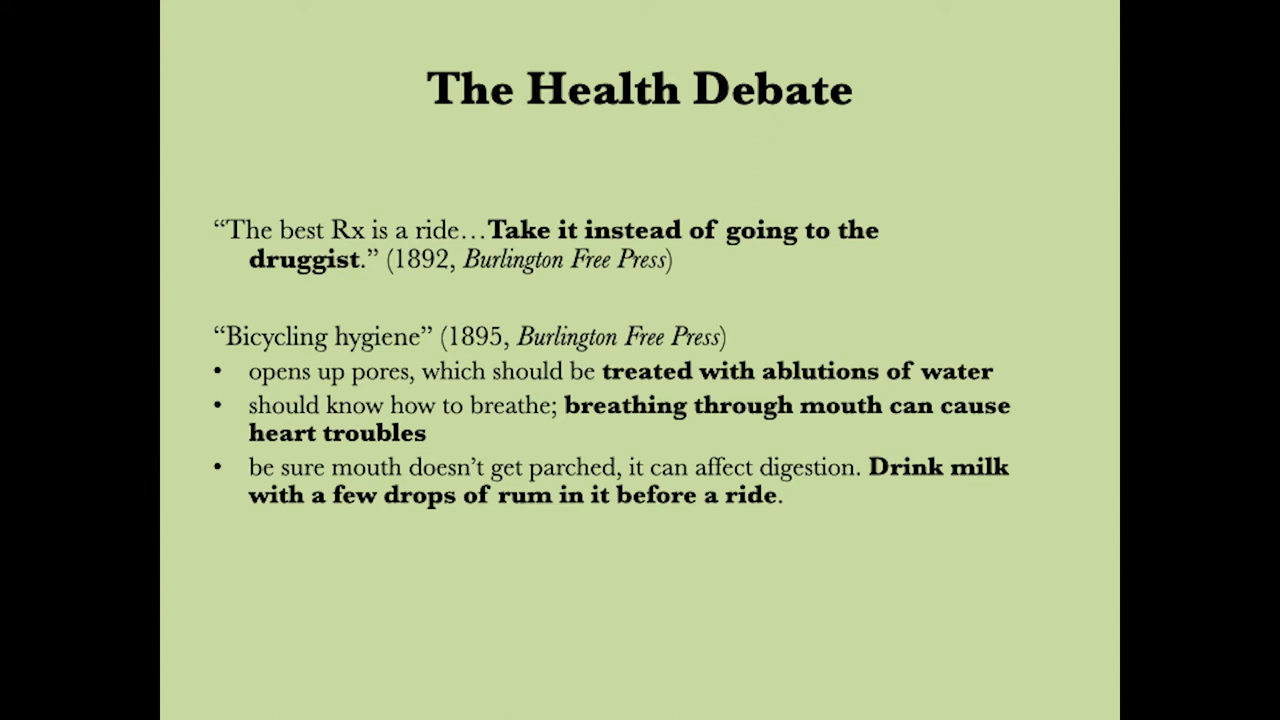 The Health Debate
“The best Rx is a ride…Take it instead of going to the
druggist.” (1892, Burlington Free Press)
“Bicycling hygiene” (1895, Burlington Free Press)
• opens up pores, which should be treated with ablutions of water
• should know how to breathe; breathing through mouth can cause
heart troubles
• be sure mouth doesn’t get parched, it can affect digestion. Drink milk
with a few drops of rum in it before a ride.